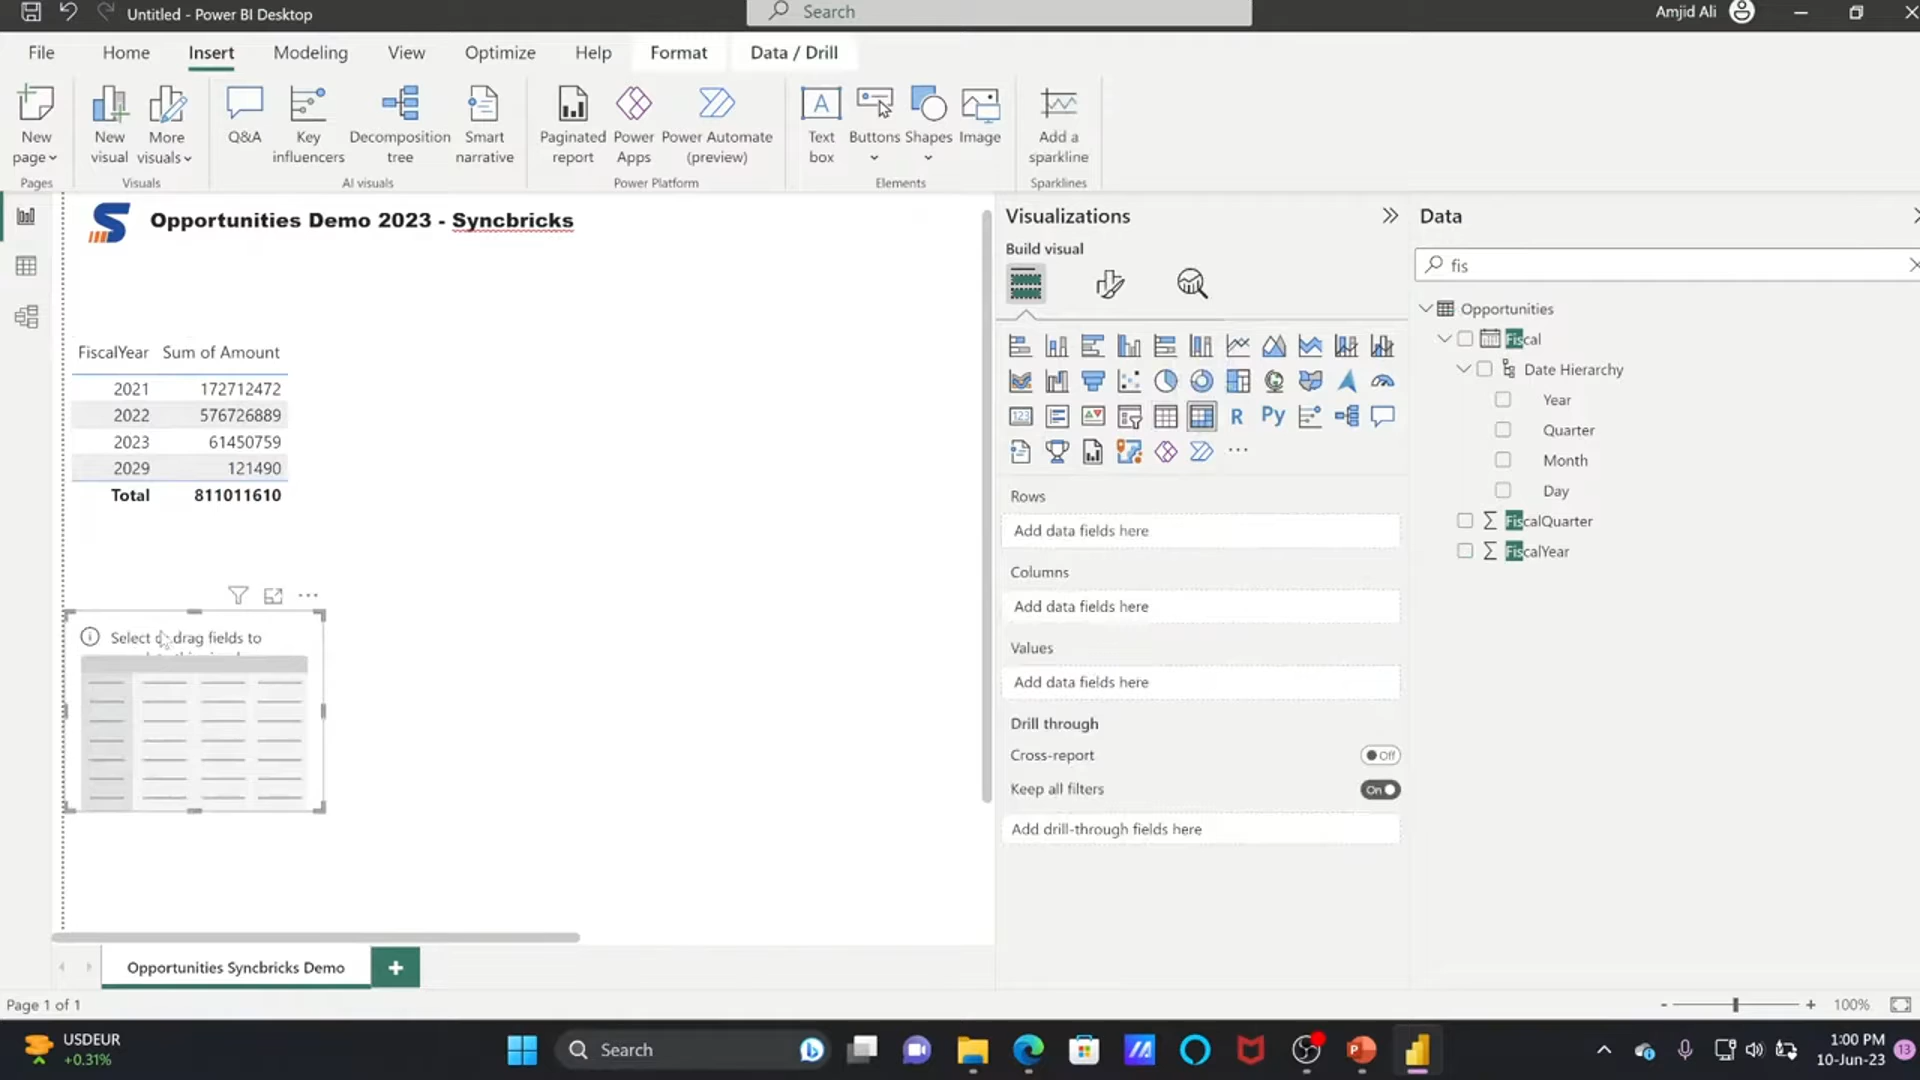 Untitled - Power BI Desktop
Search
Amjid Ali
File
Home
Insert
Modeling
View
Optimize
Help
Format
Data / Drill
New page
New visual
More visuals
Q&A
Key influencers
Decomposition tree
Smart narrative
Paginated report
Power Apps
Power Automate (preview)
Text box
Buttons
Shapes
Image
Add a sparkline
Pages
Visuals
AI visuals
Power Platform
Elements
Sparklines
Opportunities Demo 2023 - Syncbricks
FiscalYear Sum of Amount
2021 172712472
2022 576726889
2023 61450759
2029 121490
Total 811011610
Select drag fields to
Visualizations
Build visual
123
R
Py
Rows
Add data fields here
Columns
Add data fields here
Values
Add data fields here
Drill through
Cross-report
Off
Keep all filters
On
Add drill-through fields here
Data
fis
Opportunities
Fiscal
Date Hierarchy
Year
Quarter
Month
Day
FiscalQuarter
FiscalYear
Opportunities Syncbricks Demo
Page 1 of 1
100%
USDEUR
+0.31%
Search
1:00 PM
10-Jun-23
13